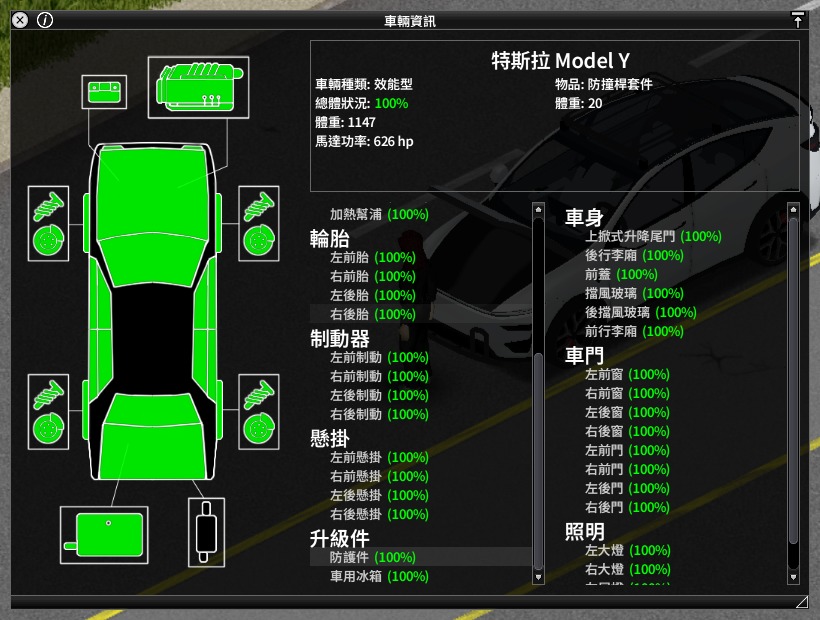 車輛資訊
特斯拉 Model Y
車輛種類: 效能型
總體狀況: 100%
體重: 1147
馬達功率: 626 hp
物品: 防撞桿套件
體重: 20
加熱幫浦 (100%)
輪胎
左前胎 (100%)
右前胎 (100%)
左後胎 (100%)
右後胎 (100%)
制動器
左前制動 (100%)
右前制動 (100%)
左後制動 (100%)
右後制動 (100%)
懸掛
左前懸掛 (100%)
右前懸掛 (100%)
左後懸掛 (100%)
右後懸掛 (100%)
升級件
防護件 (100%)
車用冰箱 (100%)
車身
上掀式升降尾門 (100%)
後行李廂 (100%)
前蓋 (100%)
擋風玻璃 (100%)
後擋風玻璃 (100%)
前行李廂 (100%)
車門
左前窗 (100%)
右前窗 (100%)
左後窗 (100%)
右後窗 (100%)
左前門 (100%)
右前門 (100%)
左後門 (100%)
右後門 (100%)
照明
左大燈 (100%)
右大燈 (100%)